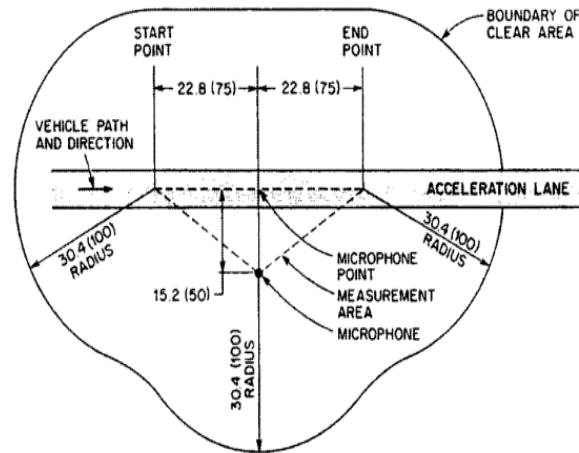 BOUNDARY OF
CLEAR AREA
START
POINT
END
POINT
22.8 (75)
22.8 (75)
VEHICLE PATH
AND DIRECTION
ACCELERATION LANE
30.4 (100)
RADIUS
30.4 (100)
RADIUS
15.2 (50)
MICROPHONE
POINT
MEASUREMENT
AREA
MICROPHONE
30.4 (100)
RADIUS